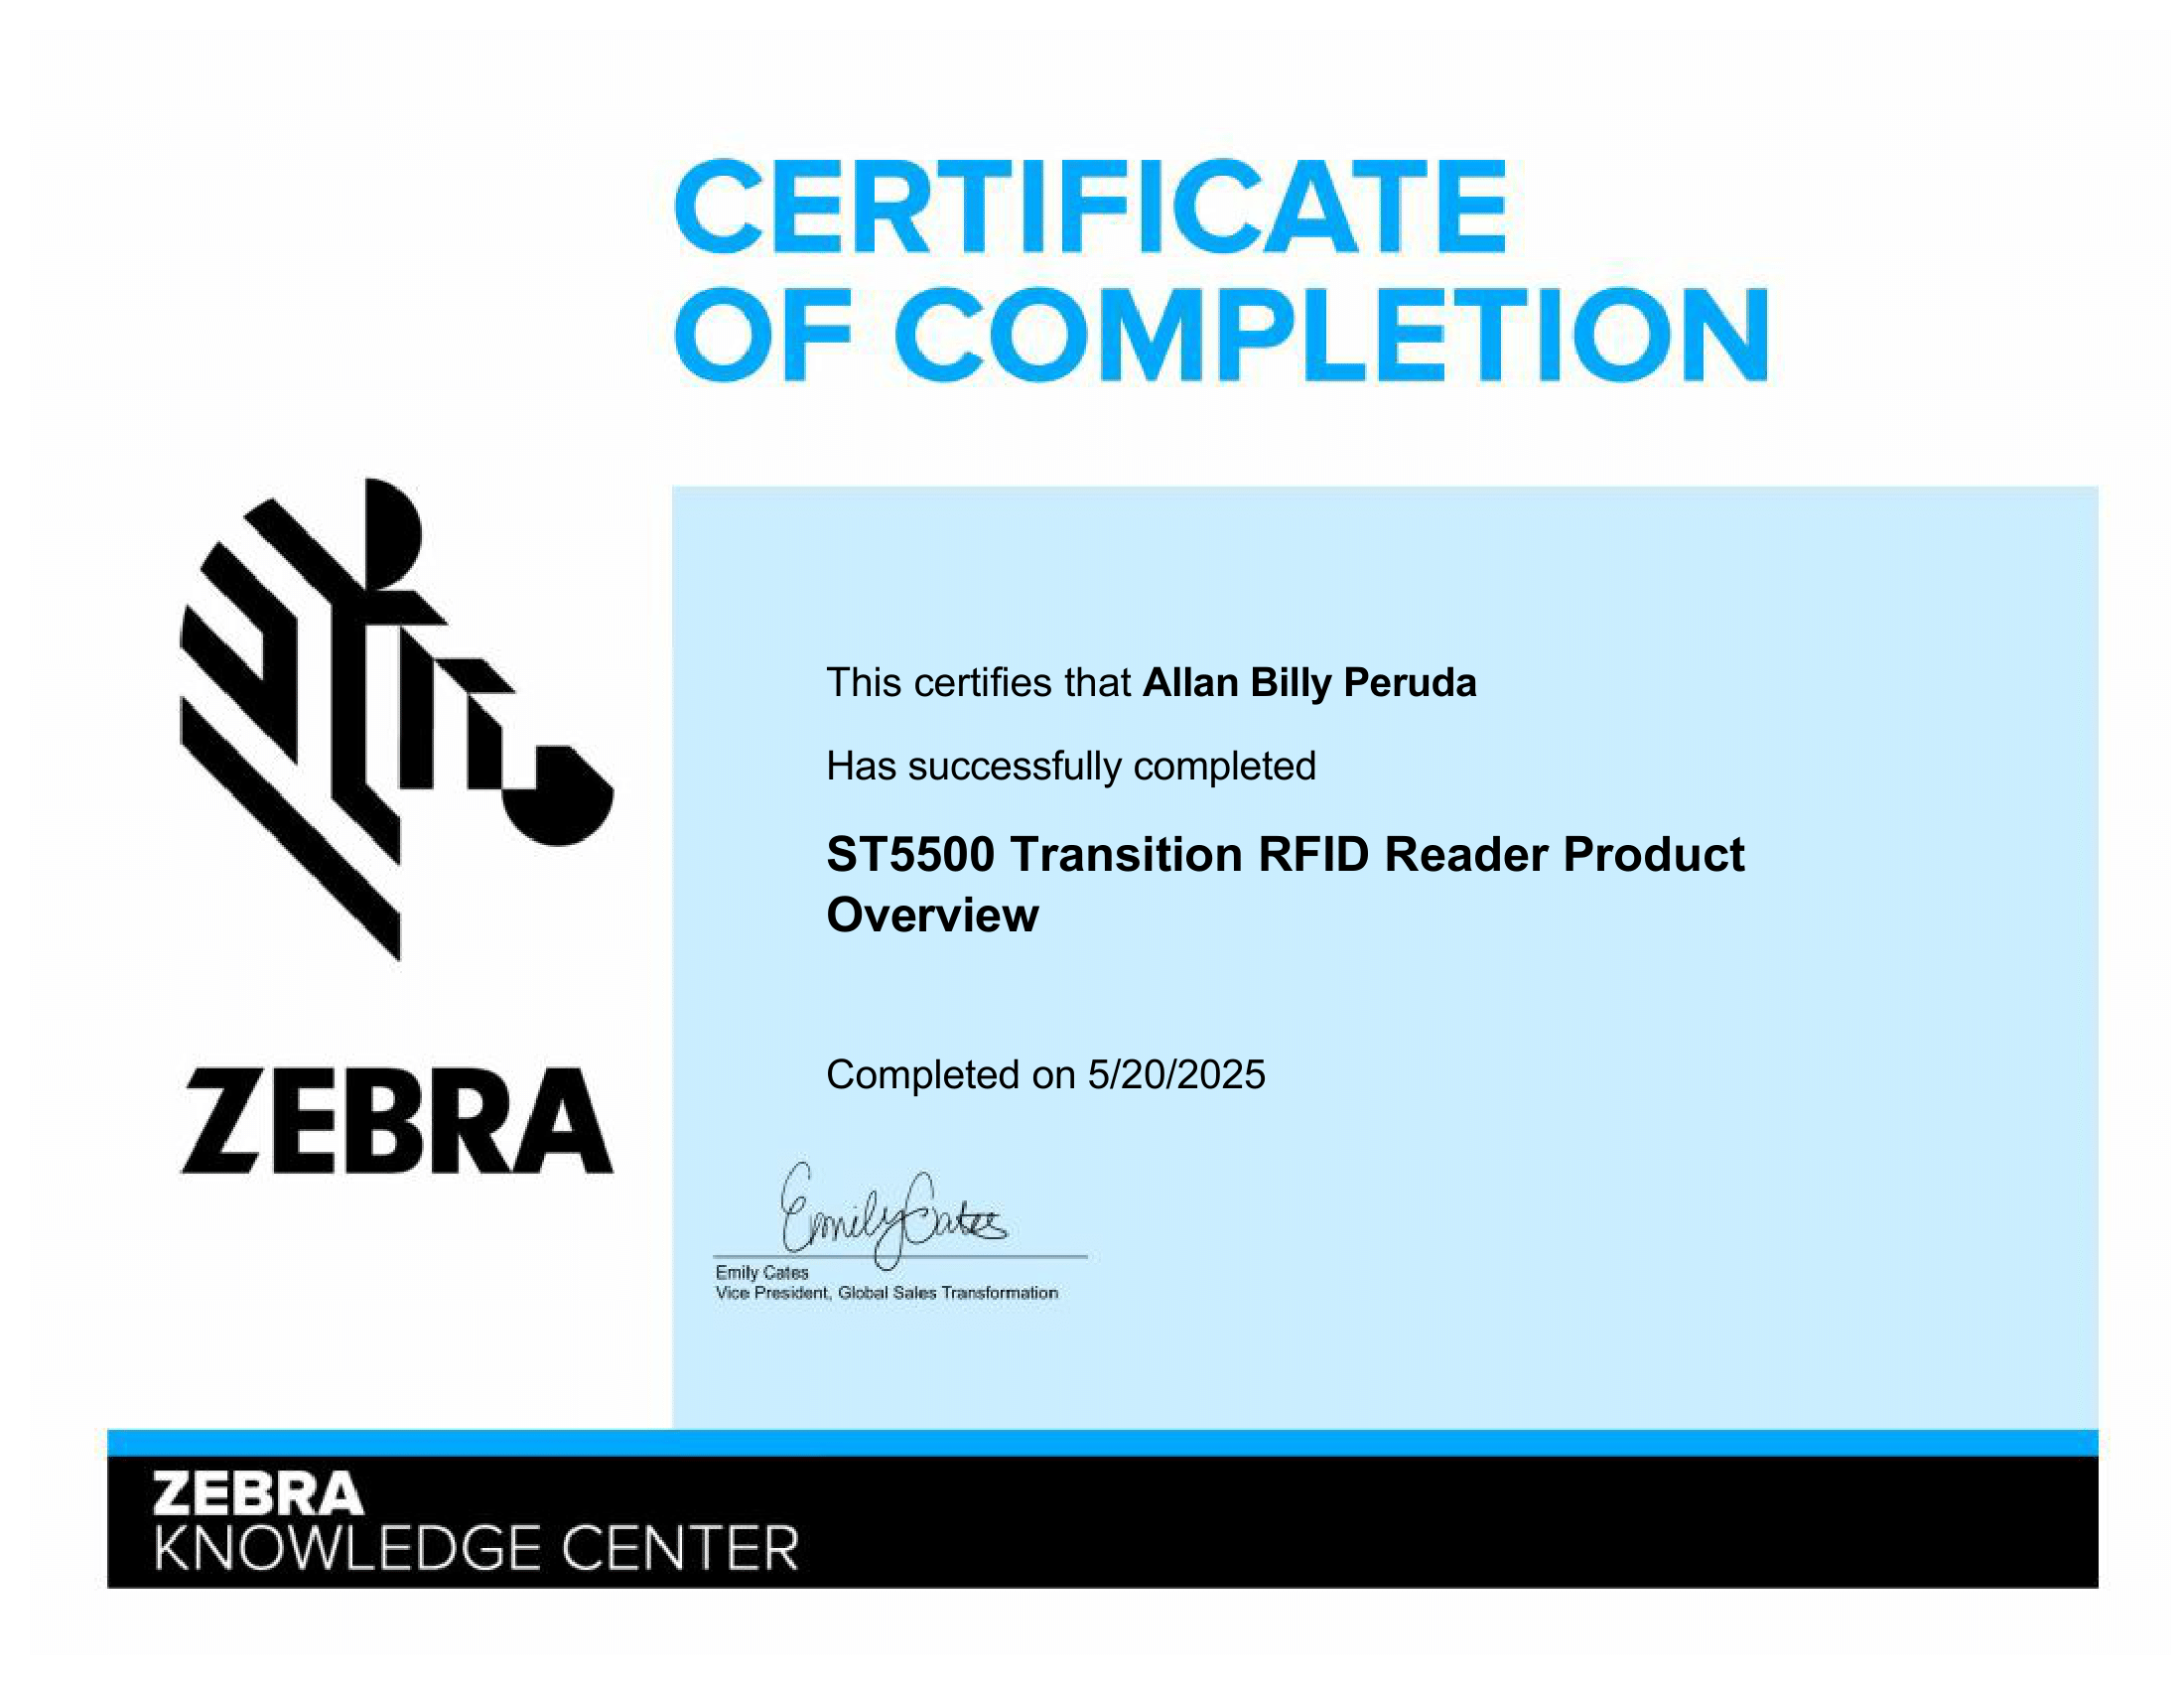 CERTIFICATE
OF COMPLETION
This certifies that Allan Billy Peruda
Has successfully completed
ST5500 Transition RFID Reader Product
Overview
Completed on 5/20/2025
ZEBRA
Emily Cates
Emily Cates
Vice President, Global Sales Transformation
ZEBRA
KNOWLEDGE CENTER